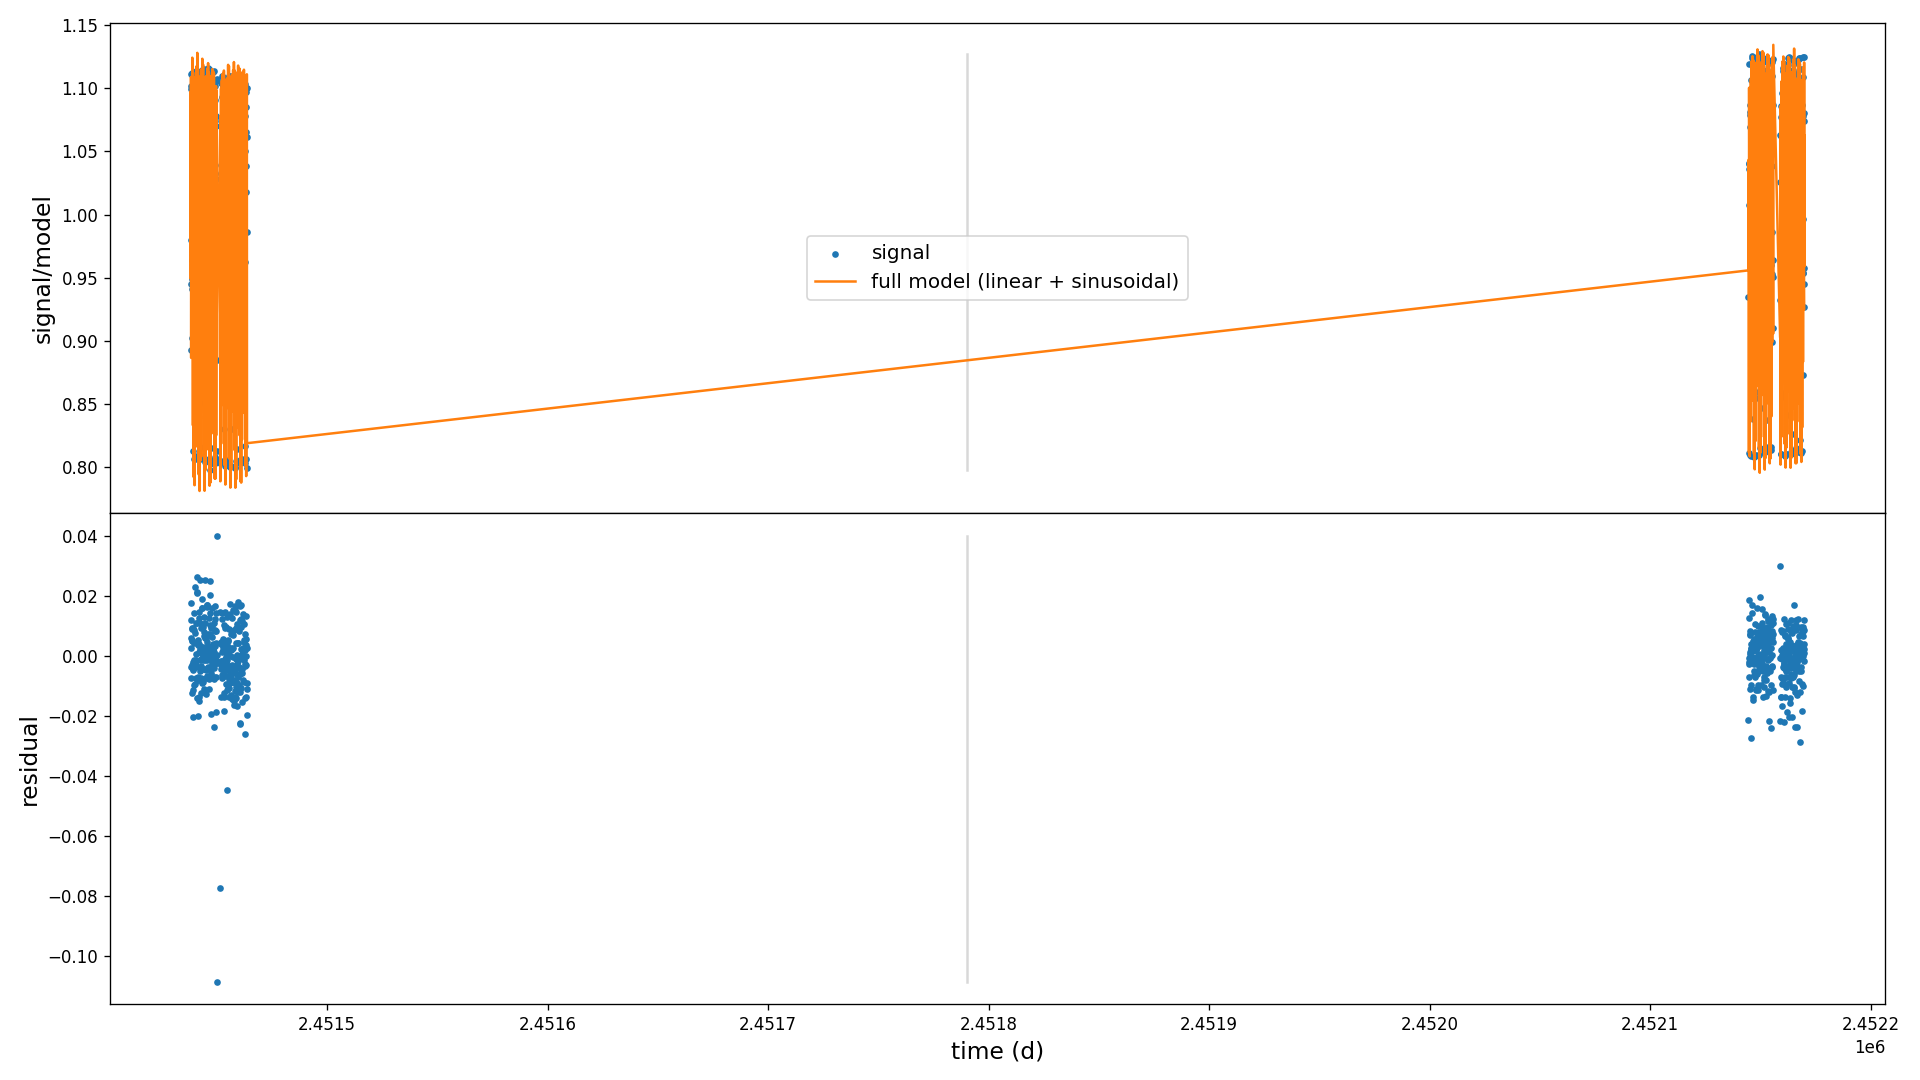 1.15
1.10
1.05
1.00
0.95
0.90
0.85
0.80
signal/model
signal
full model (linear + sinusoidal)
0.04
0.02
0.00
−0.02
−0.04
−0.06
−0.08
−0.10
residual
2.4515 2.4516 2.4517 2.4518 2.4519 2.4520 2.4521 2.4522
1e6
time (d)